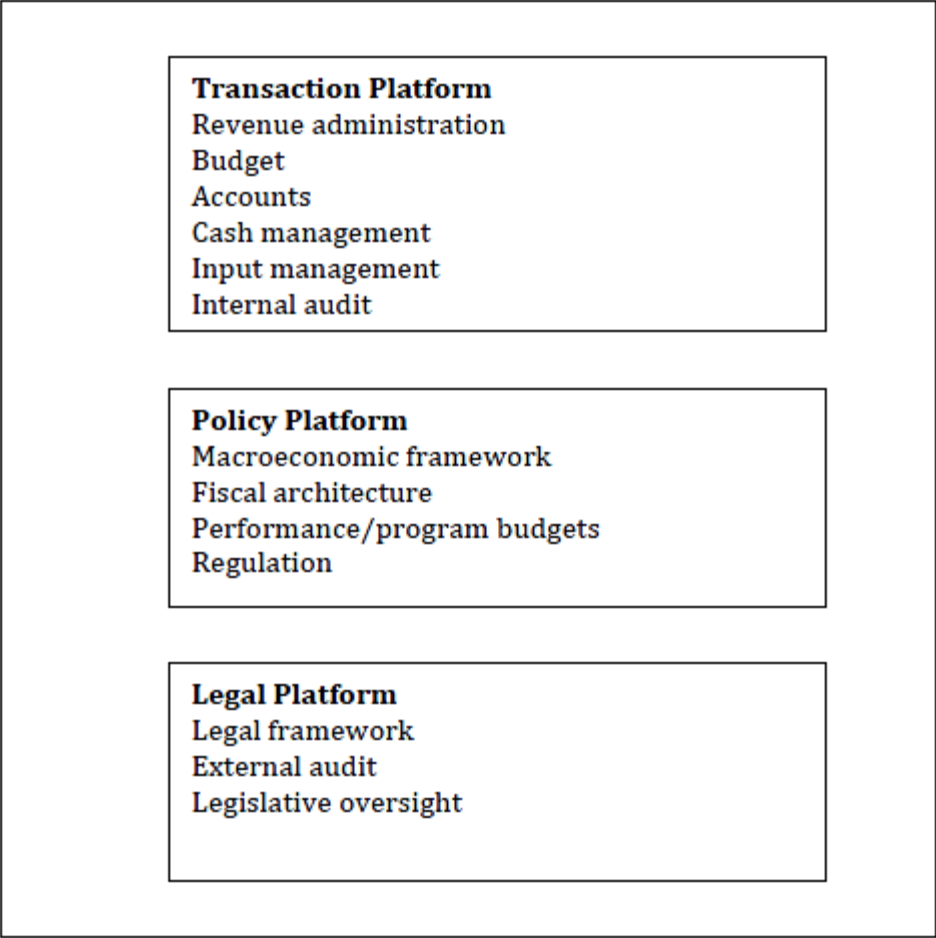 Transaction Platform
Revenue administration
Budget
Accounts
Cash management
Input management
Internal audit
Policy Platform
Macroeconomic framework
Fiscal architecture
Performance/program budgets
Regulation
Legal Platform
Legal framework
External audit
Legislative oversight